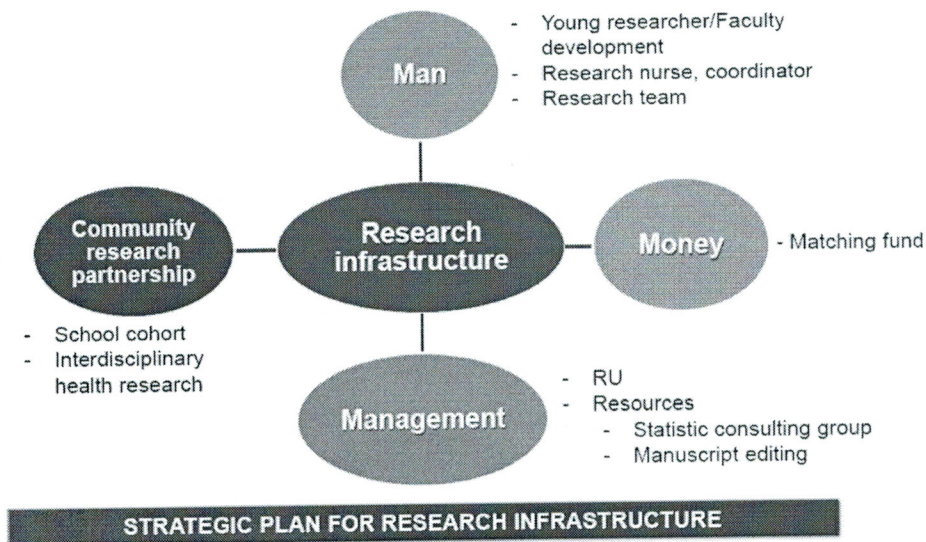 Man
- Young researcher/Faculty
development
- Research nurse, coordinator
- Research team
Community
research
partnership
- School cohort
- Interdisciplinary
health research
Research
infrastructure
Money
- Matching fund
Management
- RU
- Resources
- Statistic consulting group
- Manuscript editing
STRATEGIC PLAN FOR RESEARCH INFRASTRUCTURE